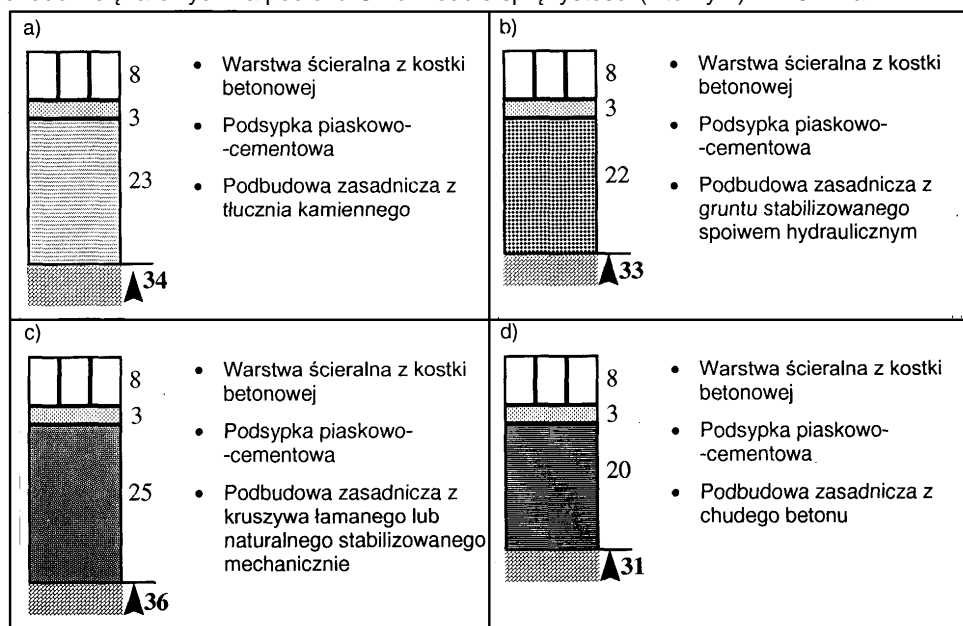 a)
8
3
23
34
• Warstwa ścieralna z kostki
betonowej
• Podsypka piaskowo-
-cementowa
• Podbudowa zasadnicza z
tłucznia kamiennego
b)
8
3
22
33
• Warstwa ścieralna z kostki
betonowej
• Podsypka piaskowo-
-cementowa
• Podbudowa zasadnicza z
gruntu stabilizowanego
spoiwem hydraulicznym
c)
8
3
25
36
• Warstwa ścieralna z kostki
betonowej
• Podsypka piaskowo-
-cementowa
• Podbudowa zasadnicza z
kruszywa łamanego lub
naturalnego stabilizowanego
mechanicznie
d)
8
3
20
31
• Warstwa ścieralna z kostki
betonowej
• Podsypka piaskowo-
-cementowa
• Podbudowa zasadnicza z
chudego betonu